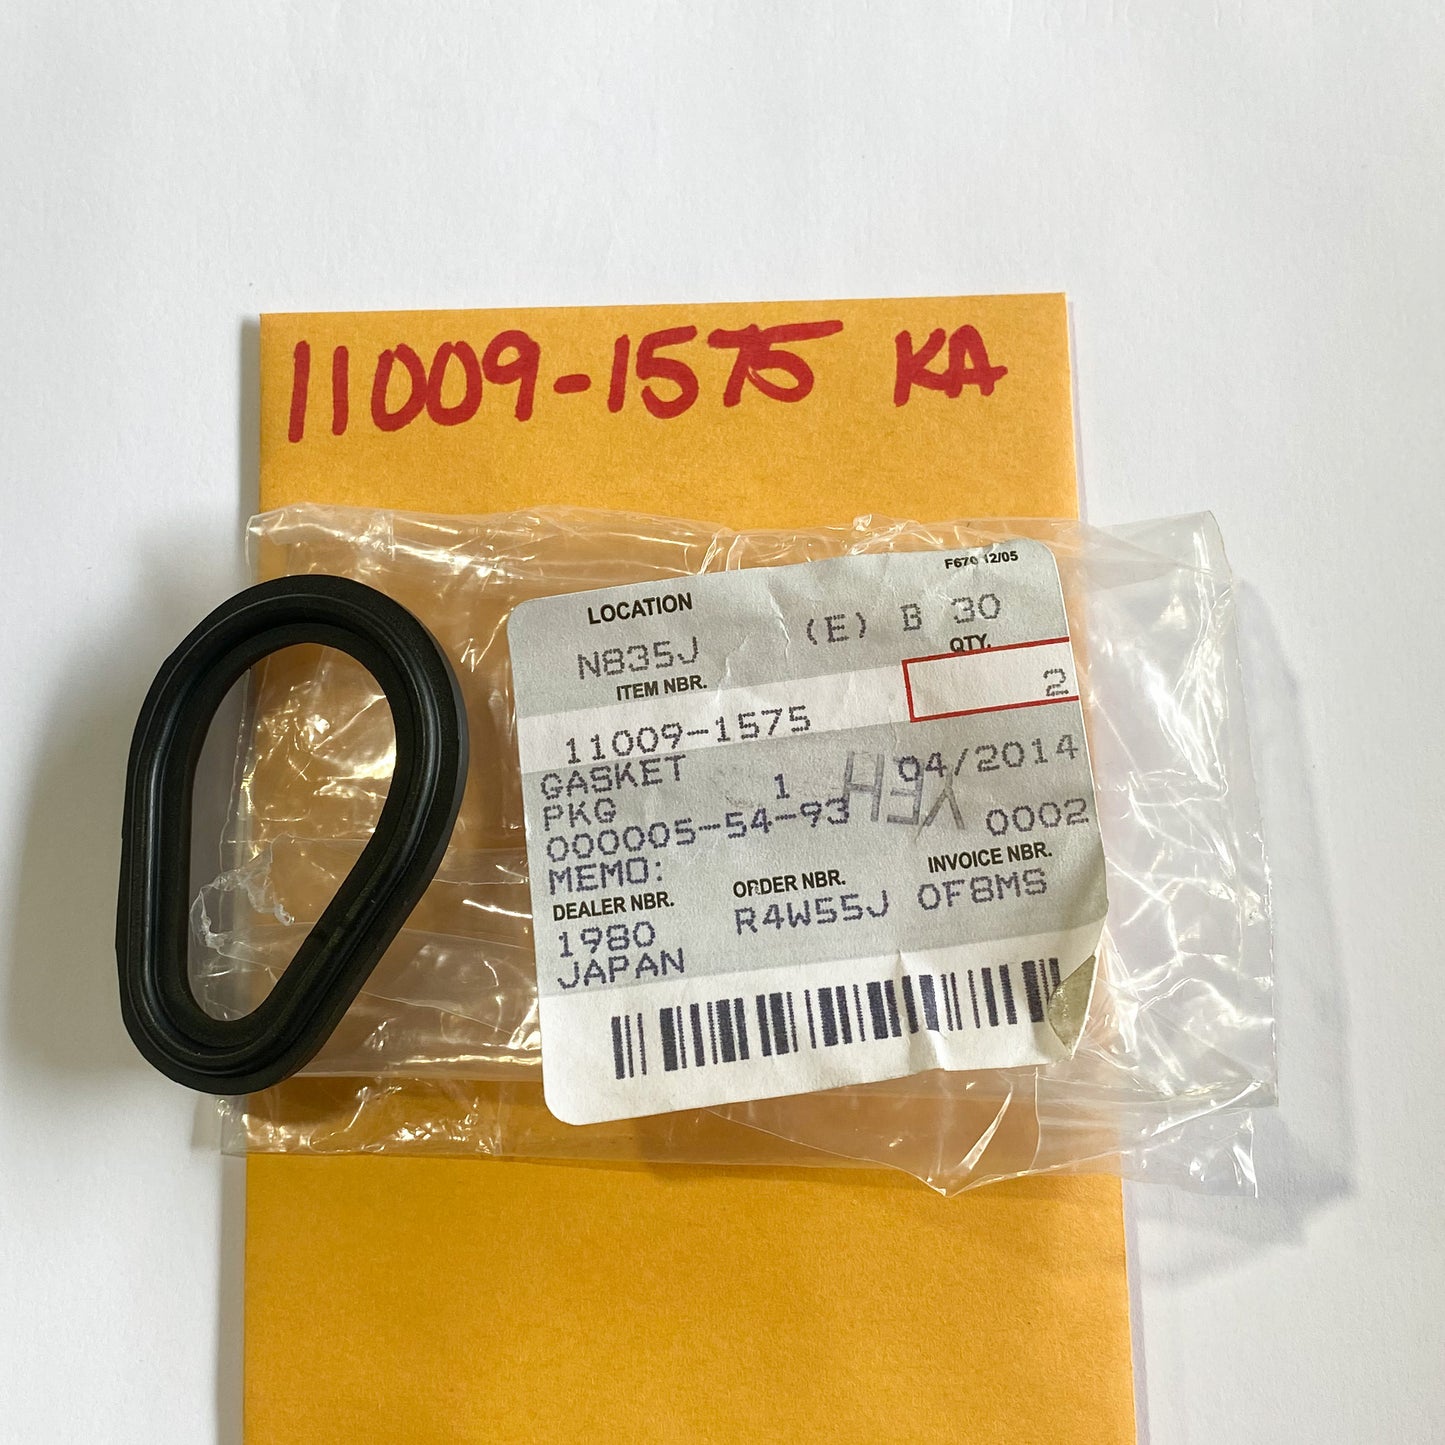 11009-1575 KA
F670 12/05
LOCATION
N835J (E) B 30
ITEM NBR. QTY.
11009-1575 2
GASKET 04/2014
PKG 1
000005-54-93 0002
MEMO:
DEALER NBR. ORDER NBR. INVOICE NBR.
1980 R4W55J 0F8MS
JAPAN